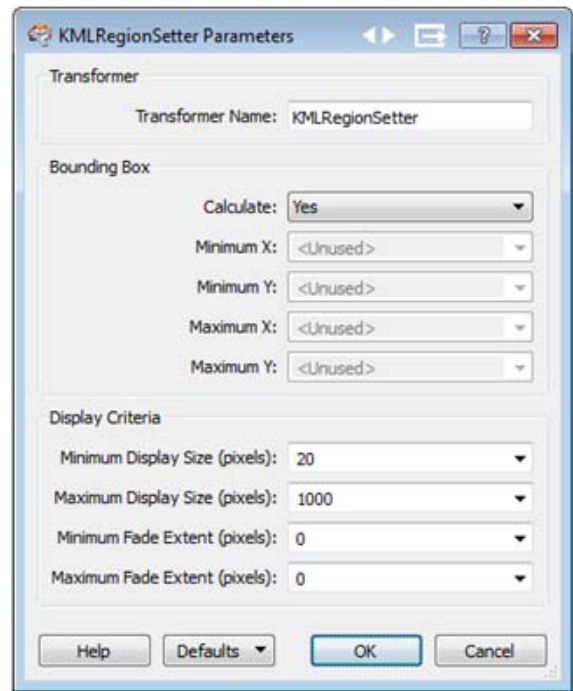 KMLRegionSetter Parameters
Transformer
Transformer Name: KMLRegionSetter
Bounding Box
Calculate: Yes
Minimum X: <Unused>
Minimum Y: <Unused>
Maximum X: <Unused>
Maximum Y: <Unused>
Display Criteria
Minimum Display Size (pixels): 20
Maximum Display Size (pixels): 1000
Minimum Fade Extent (pixels): 0
Maximum Fade Extent (pixels): 0
Help Defaults OK Cancel